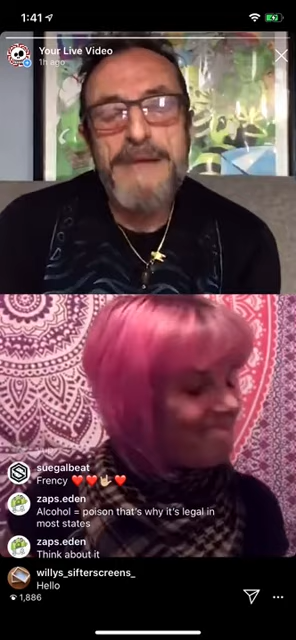 1:41
Your Live Video
1h ago
suegalbeat
Frency ❤️❤️🤟❤️
zaps.eden
Alcohol = poison that's why it's legal in
most states
zaps.eden
Think about it
willys_sifterscreens_
Hello
1,886